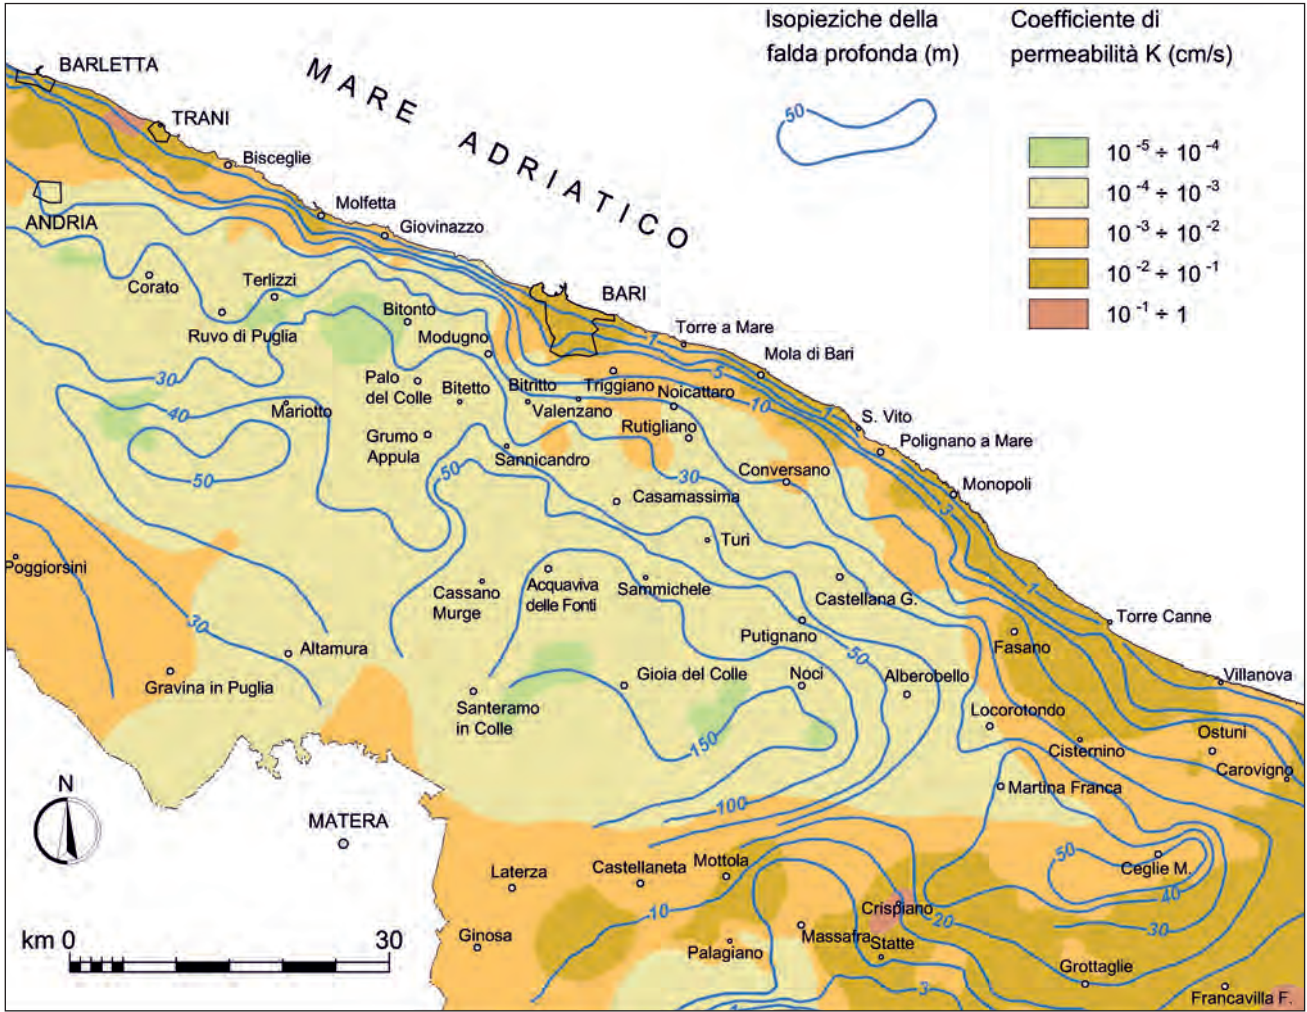 Isopieziche della
falda profonda (m)
50
Coefficiente di
permeabilità K (cm/s)
10⁻⁵ ÷ 10⁻⁴
10⁻⁴ ÷ 10⁻³
10⁻³ ÷ 10⁻²
10⁻² ÷ 10⁻¹
10⁻¹ ÷ 1
MARE ADRIATICO
BARLETTA
TRANI
Bisceglie
ANDRIA
Molfetta
Giovinazzo
Corato
Terlizzi
Ruvo di Puglia
Bitonto
Modugno
BARI
Torre a Mare
Mola di Bari
1
5
10
1
30
40
Mariotto
50
Palo
del Colle
Bitetto
Bitritto
Valenzano
Triggiano
Noicattaro
Rutigliano
S. Vito
Polignano a Mare
Monopoli
Grumo
Appula
50
Sannicandro
30
Conversano
3
Casamassima
Turi
Poggiorsini
30
Cassano
Murge
Acquaviva
delle Fonti
Sammichele
Castellana G.
1
Torre Canne
Putignano
50
Fasano
Altamura
Gravina in Puglia
Santeramo
in Colle
Gioia del Colle
Noci
Alberobello
Villanova
150
Locorotondo
Cisternino
Ostuni
Carovigno
N
MATERA
100
Martina Franca
Laterza
Castellaneta
Mottola
50
Ceglie M.
40
10
Crispiano
20
30
Ginosa
Palagiano
Massafra
Statte
Grottaglie
3
1
Francavilla F.
km 0
30